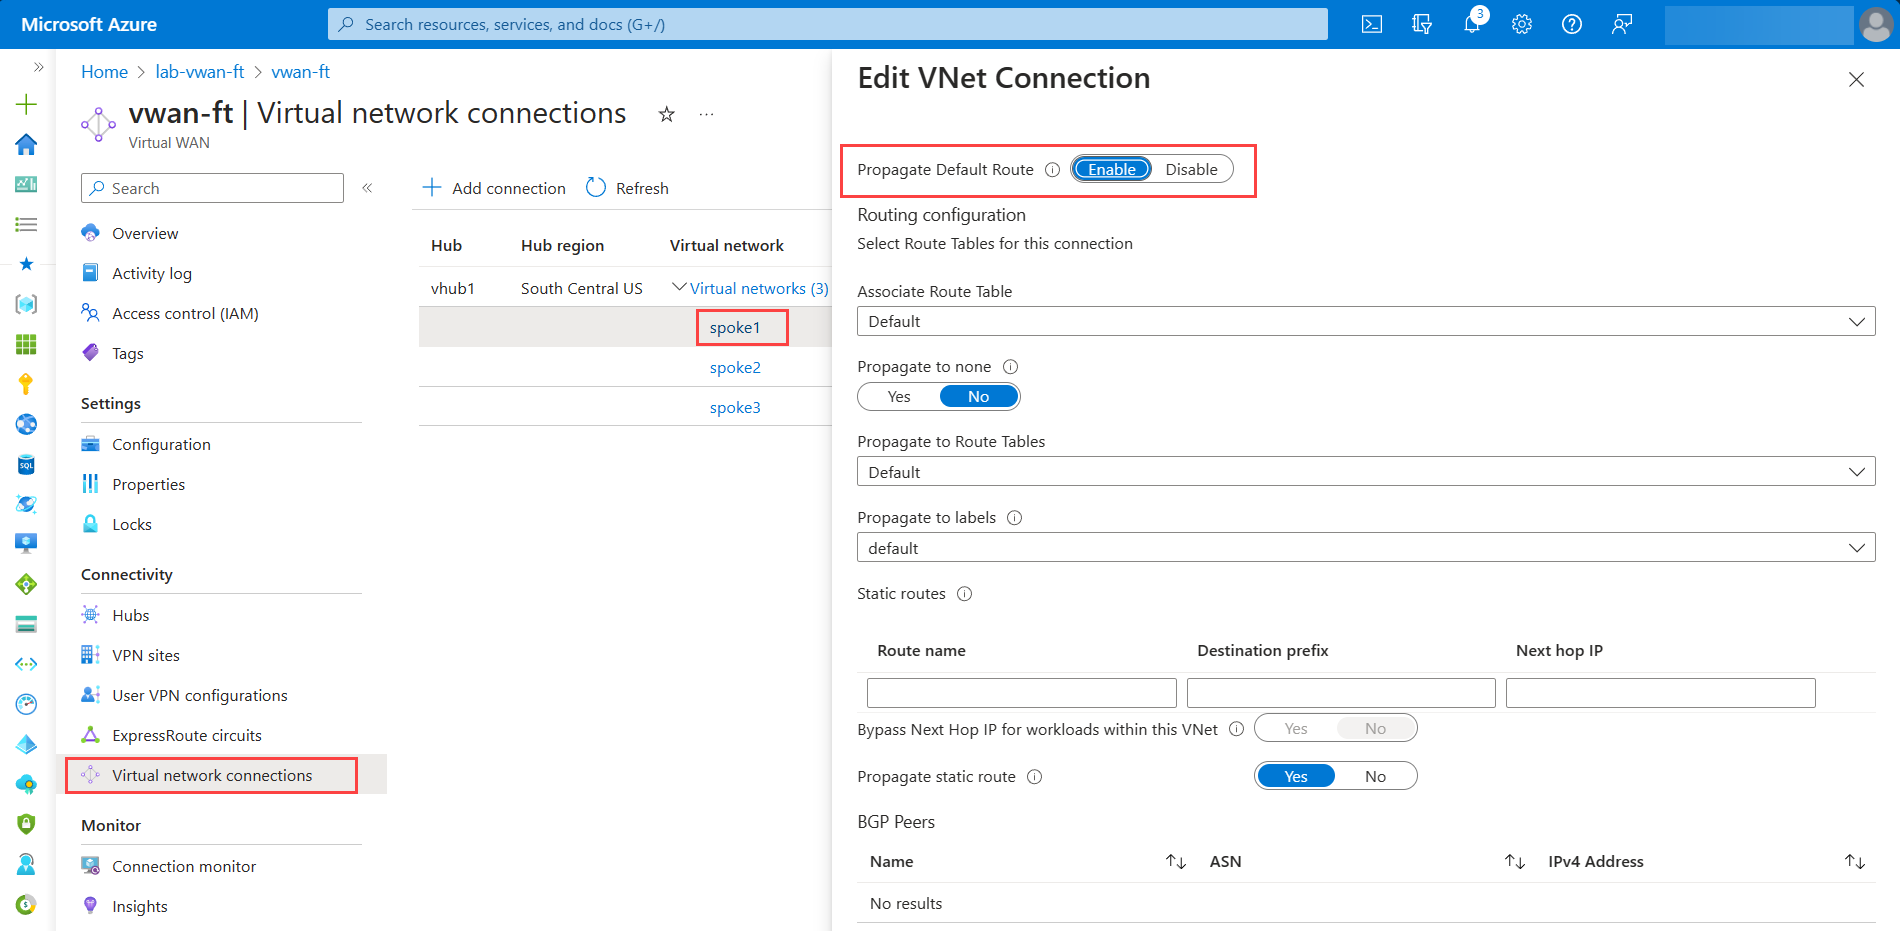 Microsoft Azure
Search resources, services, and docs (G+/)
3
Home > lab-vwan-ft > vwan-ft
vwan-ft | Virtual network connections
Virtual WAN
Search
Overview
Activity log
Access control (IAM)
Tags
Settings
Configuration
Properties
Locks
Connectivity
Hubs
VPN sites
User VPN configurations
ExpressRoute circuits
Virtual network connections
Monitor
Connection monitor
Insights
SQL
Add connection Refresh
Hub Hub region Virtual network
vhub1 South Central US Virtual networks (3)
spoke1
spoke2
spoke3
Edit VNet Connection
Propagate Default Route Enable Disable
Routing configuration
Select Route Tables for this connection
Associate Route Table
Default
Propagate to none
Yes No
Propagate to Route Tables
Default
Propagate to labels
default
Static routes
Route name Destination prefix Next hop IP
Bypass Next Hop IP for workloads within this VNet Yes No
Propagate static route Yes No
BGP Peers
Name ASN IPv4 Address
No results